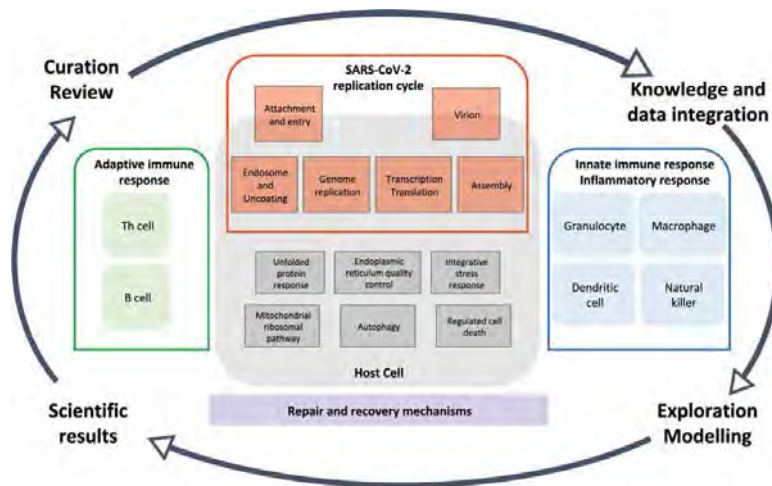 Curation
Review
SARS-CoV-2
replication cycle
Attachment
and entry
Virion
Knowledge and
data integration
Adaptive immune
response
Endosome
and
Uncoating
Genome
replication
Transcription
Translation
Assembly
Innate immune response
Inflammatory response
Th cell
Granulocyte
Macrophage
Unfolded
protein
response
Endoplasmic
reticulum quality
control
Integrative
stress
response
B cell
Dendritic
cell
Natural
killer
Mitochondrial
ribosomal
pathway
Autophagy
Regulated cell
death
Host Cell
Scientific
results
Repair and recovery mechanisms
Exploration
Modelling